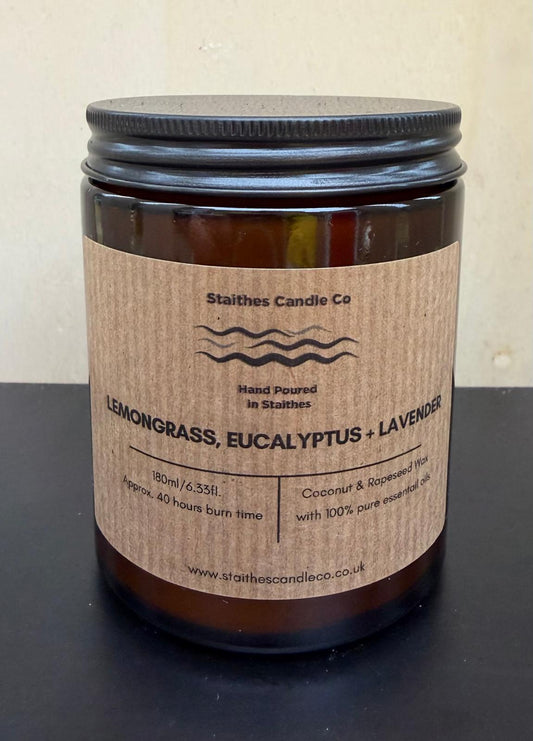 Staithes Candle Co
Hand Poured
in Staithes
LEMONGRASS, EUCALYPTUS + LAVENDER
180ml/6.33fl.
Approx. 40 hours burn time
Coconut & Rapeseed Wax
with 100% pure essentail oils
www.staithescandleco.co.uk